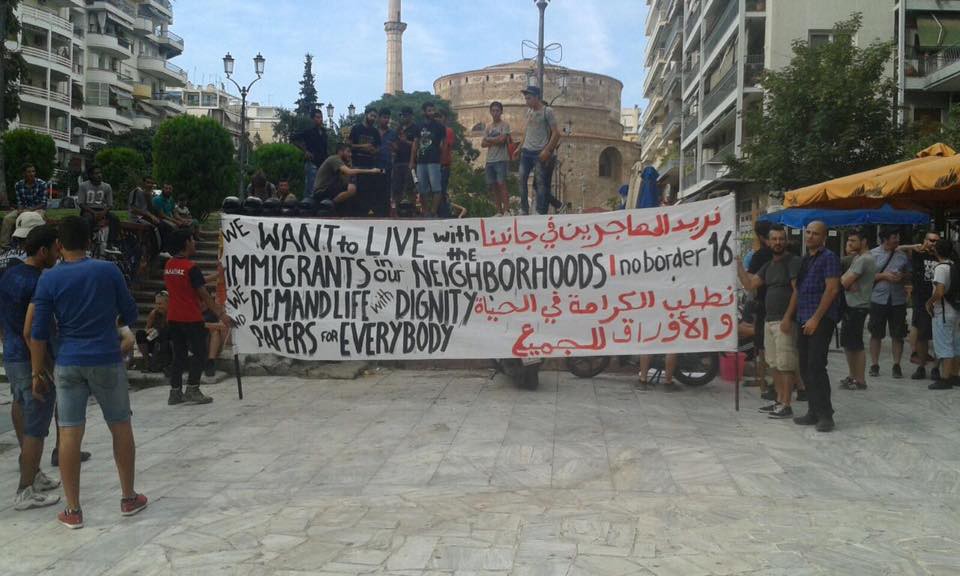 WE WANT to LIVE with the نريد المهاجرين في جانبنا
IMMIGRANTS in our NEIGHBORHOODS | no border 16
WE DEMAND LIFE with DIGNITY نطلب الكرامة في الحياة
and PAPERS FOR EVERYBODY و الأوراق للجميع